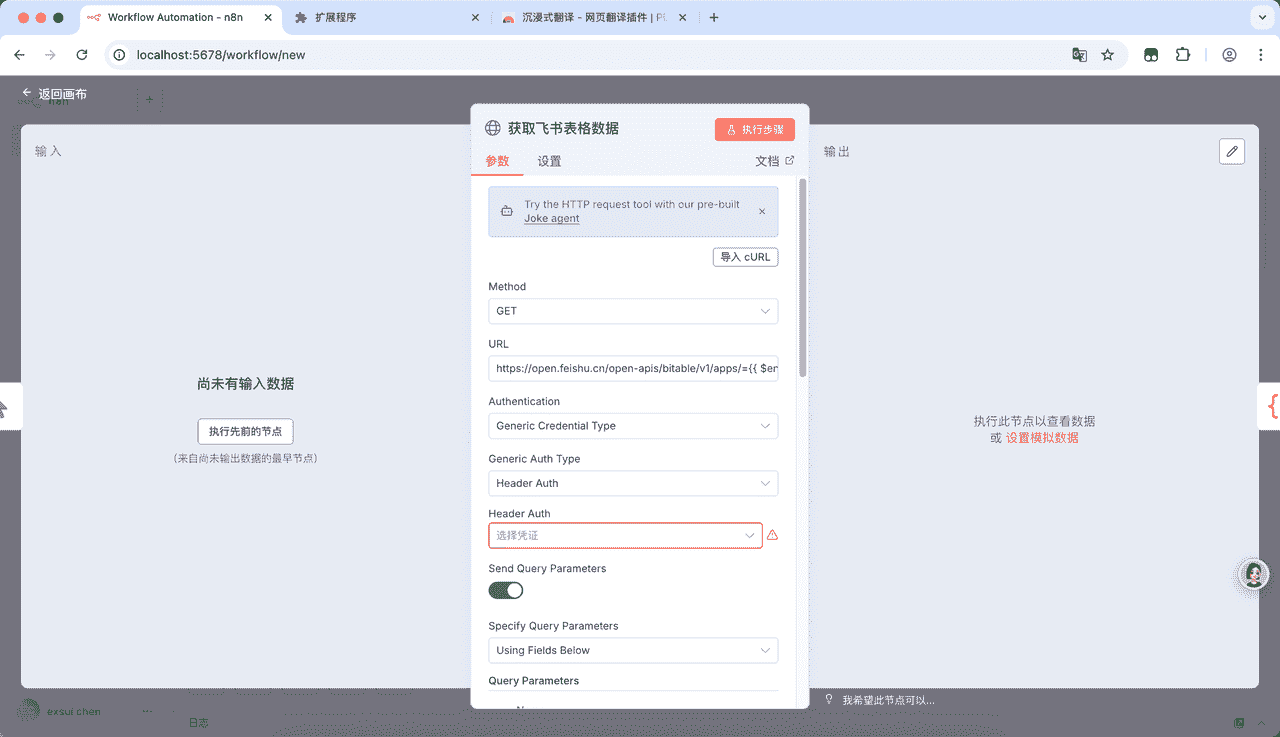 Workflow Automation - n8n
扩展程序
沉浸式翻译 - 网页翻译插件 | P
localhost:5678/workflow/new
返回画布
获取飞书表格数据
执行步骤
输入
参数
设置
文档
输出
Try the HTTP request tool with our pre-built
Joke agent
导入 cURL
Method
GET
URL
https://open.feishu.cn/open-apis/bitable/v1/apps/={{ $en
Authentication
Generic Credential Type
尚未有输入数据
执行先前的节点
(来自尚未输出数据的最早节点)
执行此节点以查看数据
或 设置模拟数据
Generic Auth Type
Header Auth
Header Auth
选择凭证
Send Query Parameters
Specify Query Parameters
Using Fields Below
Query Parameters
我希望此节点可以...
exsui chen
日志